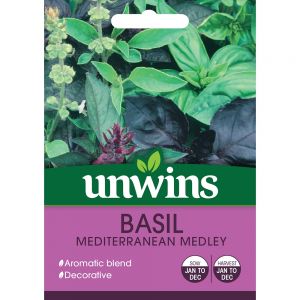 unwins
BASIL
MEDITERRANEAN MEDLEY
• Aromatic blend
• Decorative
SOW
JAN TO
DEC
HARVEST
JAN TO
DEC